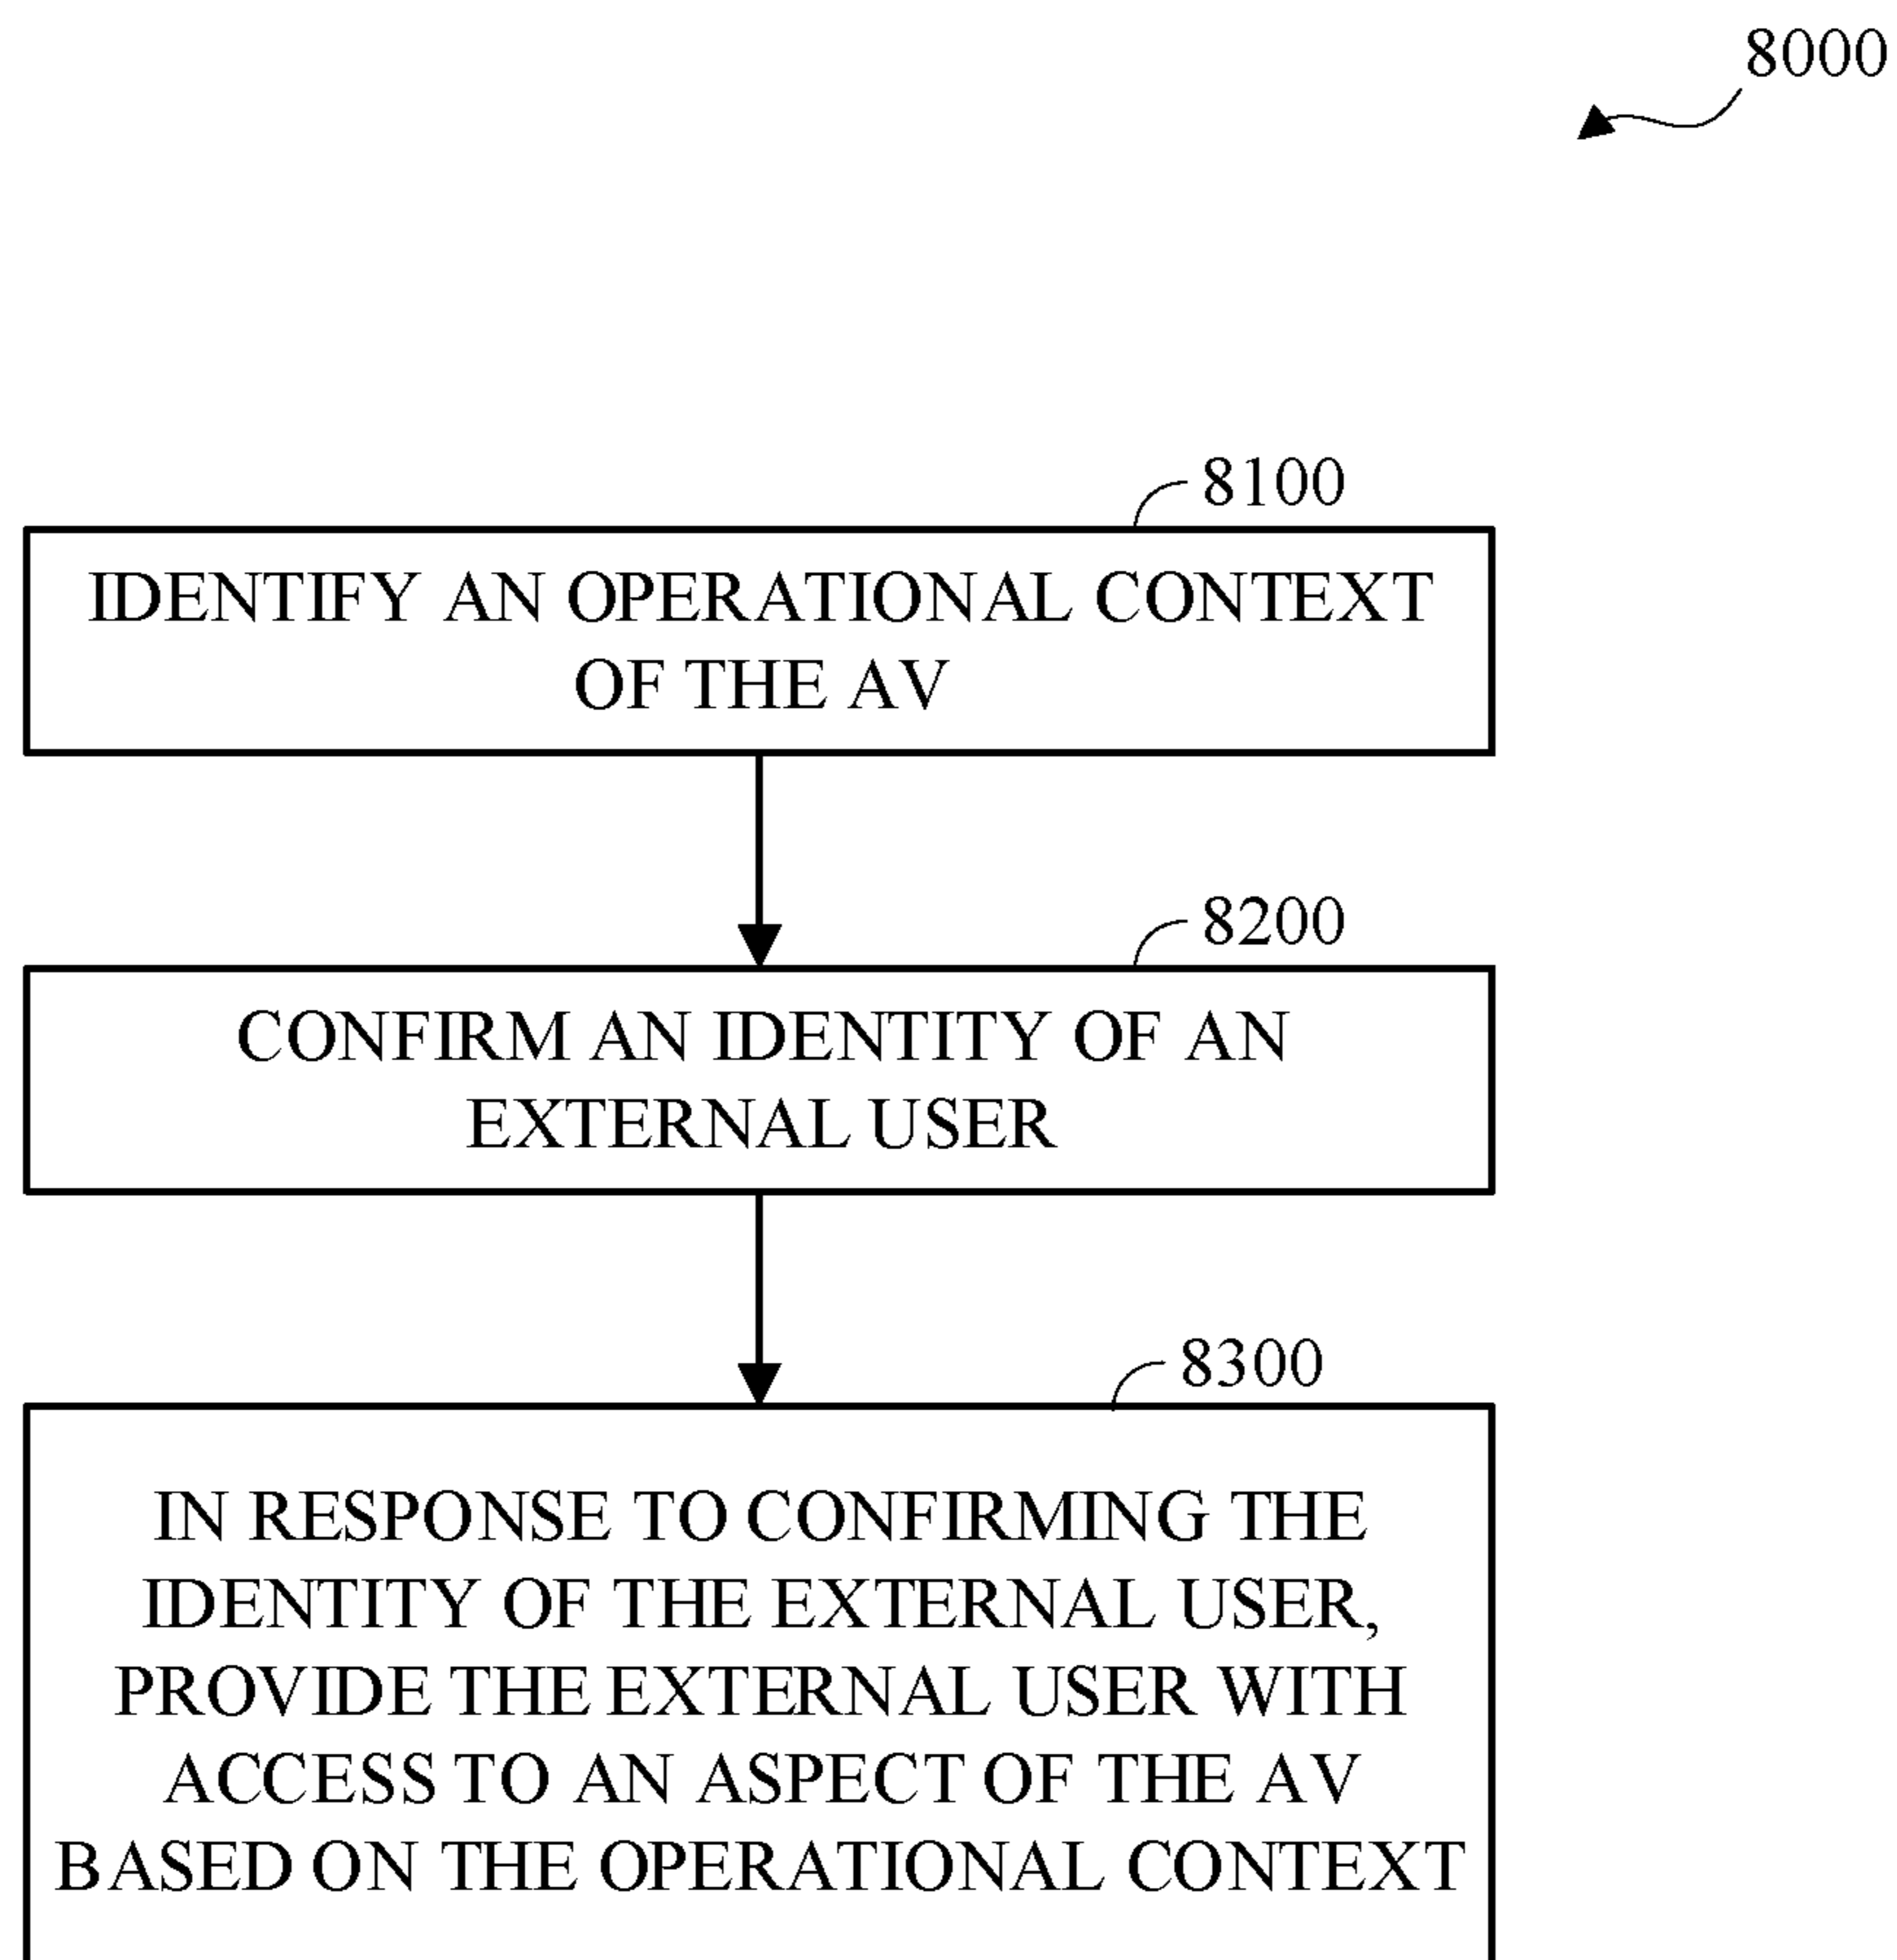 8000
8100
IDENTIFY AN OPERATIONAL CONTEXT
OF THE AV
8200
CONFIRM AN IDENTITY OF AN
EXTERNAL USER
8300
IN RESPONSE TO CONFIRMING THE
IDENTITY OF THE EXTERNAL USER,
PROVIDE THE EXTERNAL USER WITH
ACCESS TO AN ASPECT OF THE AV
BASED ON THE OPERATIONAL CONTEXT